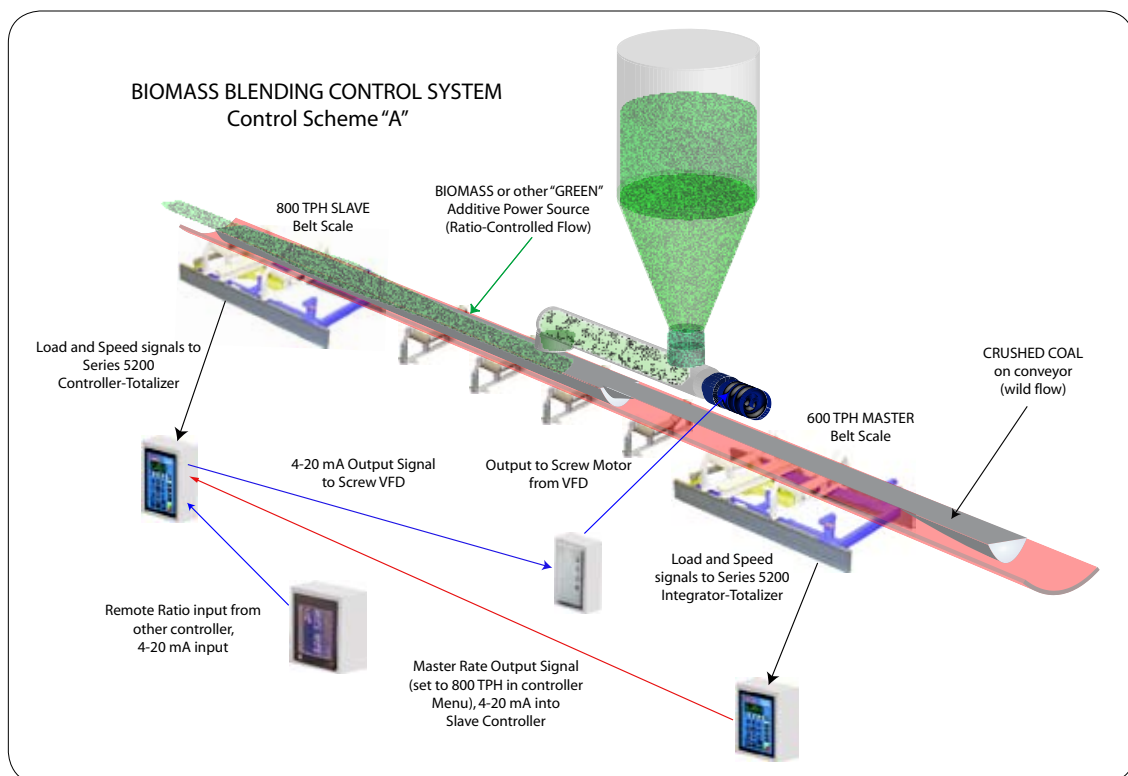 BIOMASS BLENDING CONTROL SYSTEM
Control Scheme “A”
BIOMASS or other “GREEN”
Additive Power Source
(Ratio-Controlled Flow)
800 TPH SLAVE
Belt Scale
Load and Speed signals to
Series 5200
Controller-Totalizer
CRUSHED COAL
on conveyor
(wild flow)
600 TPH MASTER
Belt Scale
4-20 mA Output Signal
to Screw VFD
Output to Screw Motor
from VFD
Load and Speed
signals to Series 5200
Integrator-Totalizer
Remote Ratio input from
other controller,
4-20 mA input
Master Rate Output Signal
(set to 800 TPH in controller
Menu), 4-20 mA into
Slave Controller